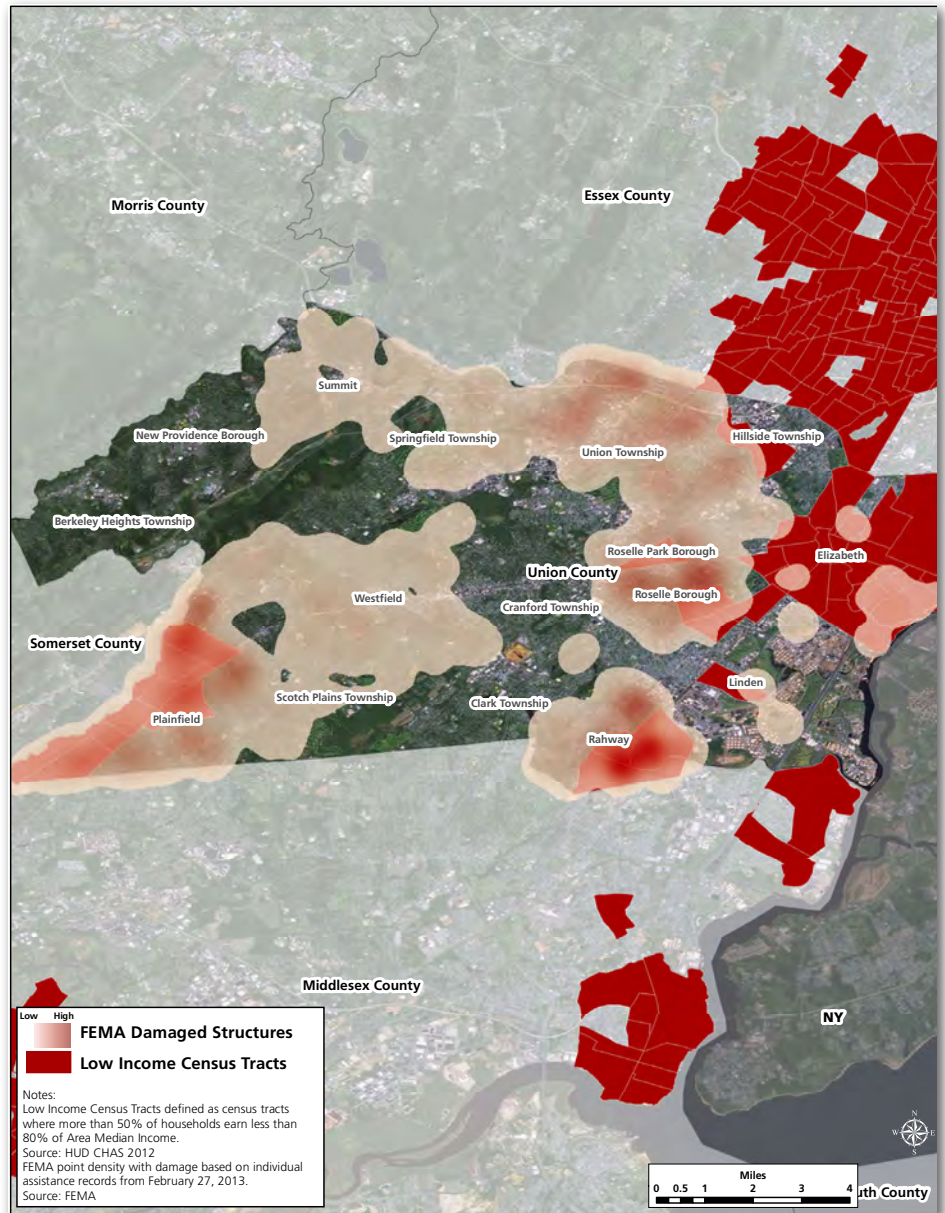 Morris County
Essex County
Summit
New Providence Borough
Springfield Township
Union Township
Hillside Township
Berkeley Heights Township
Roselle Park Borough
Elizabeth
Union County
Westfield
Roselle Borough
Cranford Township
Somerset County
Linden
Scotch Plains Township
Clark Township
Plainfield
Rahway
Middlesex County
NY
Low High
FEMA Damaged Structures
Low Income Census Tracts
Notes:
Low Income Census Tracts defined as census tracts
where more than 50% of households earn less than
80% of Area Median Income.
Source: HUD CHAS 2012
FEMA point density with damage based on individual
assistance records from February 27, 2013.
Source: FEMA
N
W E
S
Miles
0 0.5 1 2 3 4
uth County